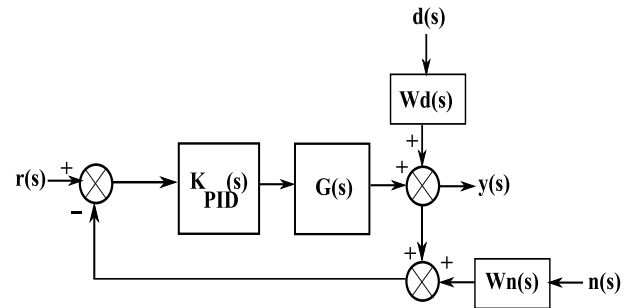 d(s)
Wd(s)
+
+
+
r(s)
K PID (s)
G(s)
y(s)
-
+
+
Wn(s)
n(s)